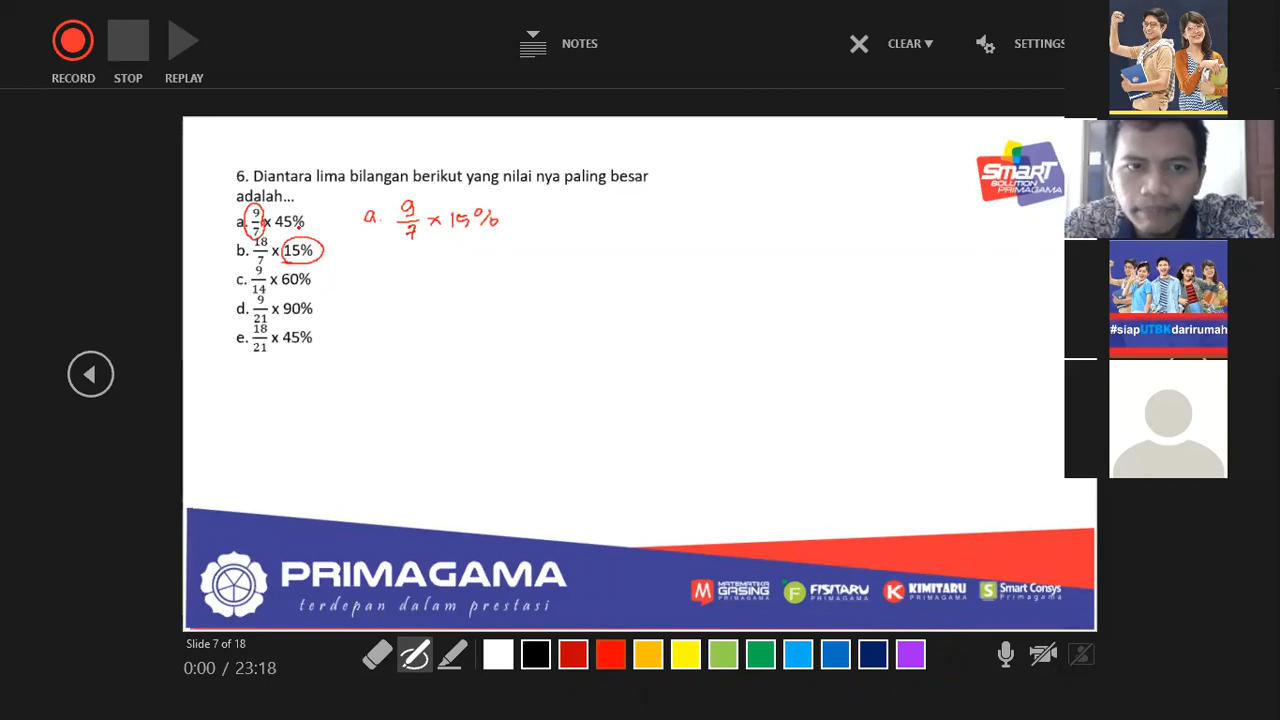 RECORD
STOP
REPLAY
NOTES
CLEAR
SETTINGS
6. Diantara lima bilangan berikut yang nilai nya paling besar
adalah...
a. 9/7 x 45%
b. 18/7 x 15%
c. 9/14 x 60%
d. 9/21 x 90%
e. 18/21 x 45%
a. 9/7 x 15%
SMART
SOLUTION
PRIMAGAMA
#siapUTBKdarirumah
PRIMAGAMA
terdepan dalam prestasi
M MATEMATIKA
GASING
PRIMAGAMA
F FISITARU
PRIMAGAMA
K KIMITARU
PRIMAGAMA
S Smart Consys
Primagama
Slide 7 of 18
0:00 / 23:18